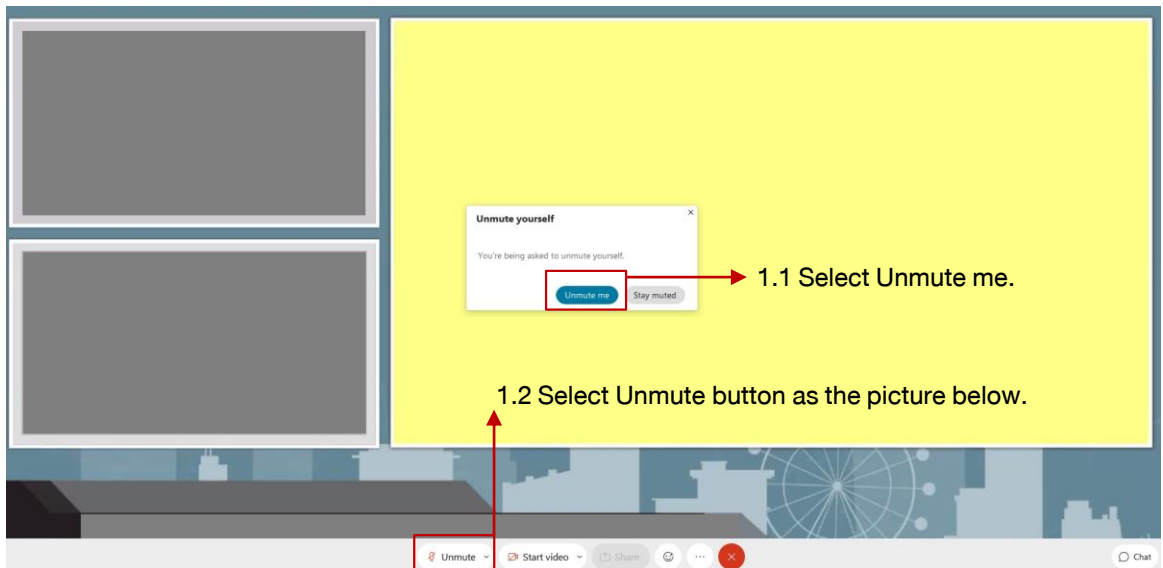 Unmute yourself
You're being asked to unmute yourself.
Unmute me Stay muted
1.1 Select Unmute me.
1.2 Select Unmute button as the picture below.
Unmute Start video Share Chat